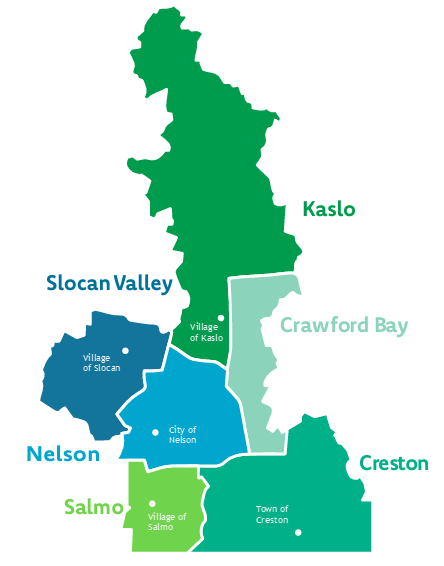 Kaslo
Slocan Valley
Village
of Kaslo
Crawford Bay
Village
of Slocan
City of
Nelson
Nelson
Creston
Salmo
Village of
Salmo
Town of
Creston